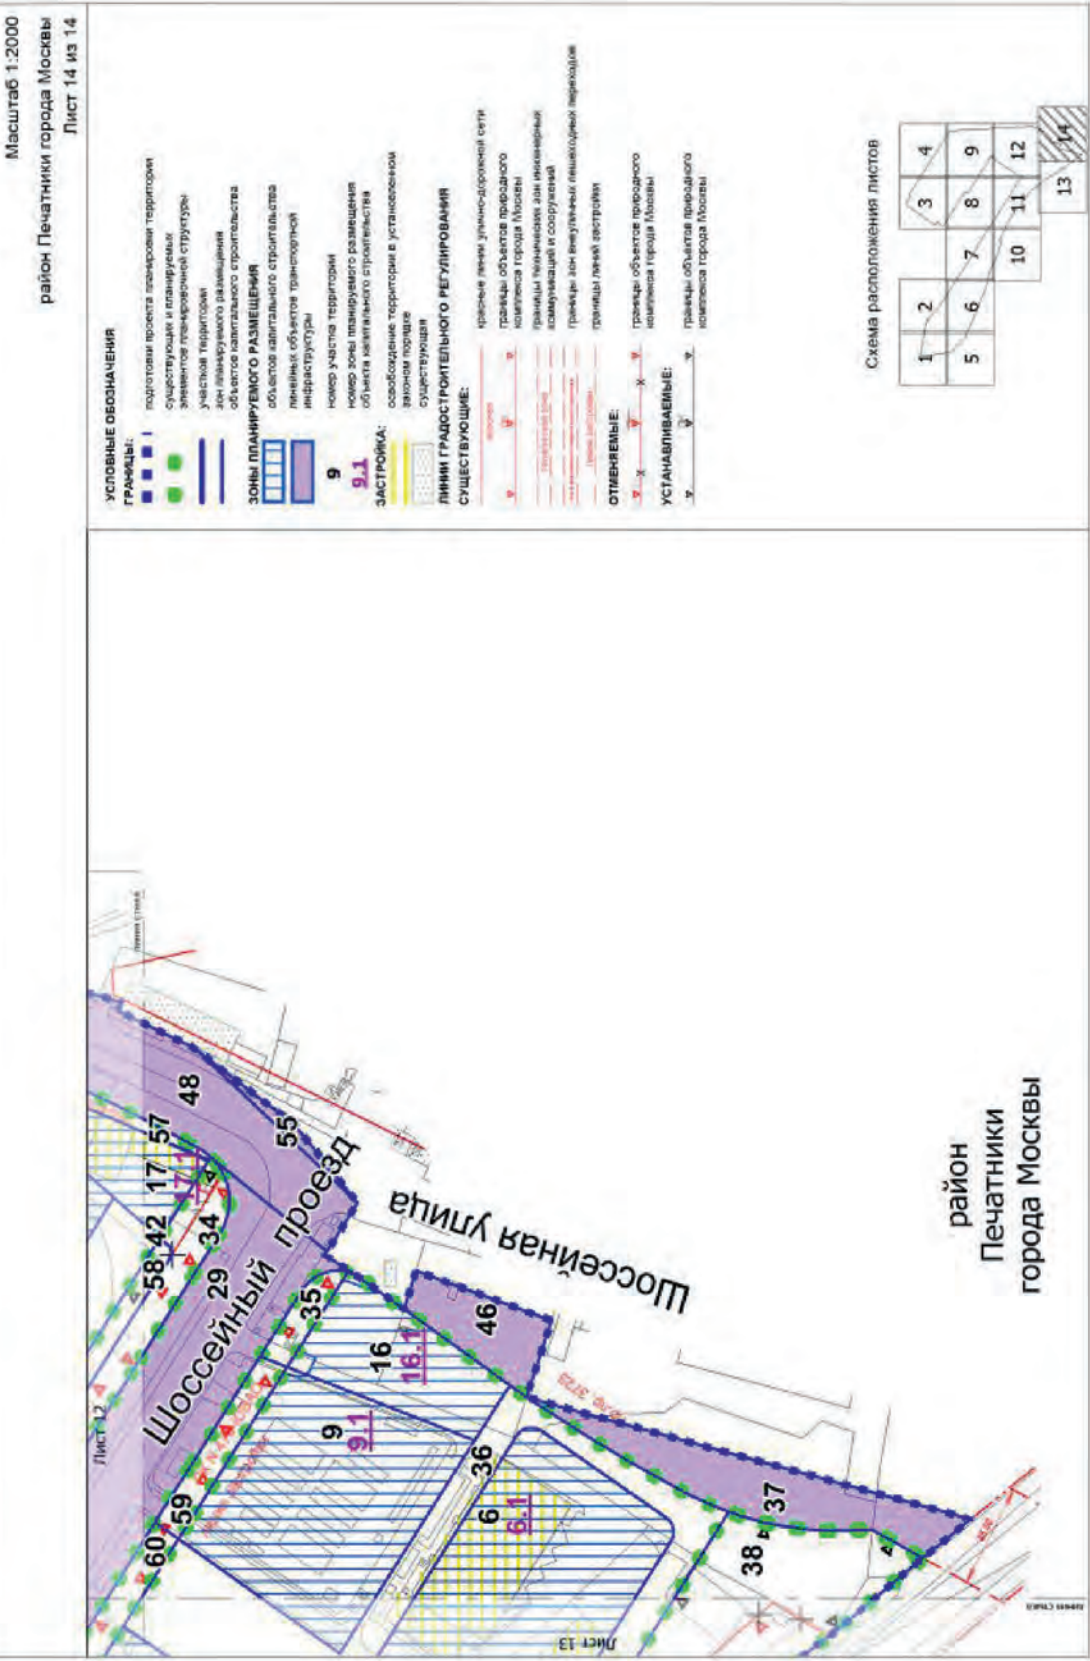 Масштаб 1:2000
район Печатники города Москвы
Лист 14 из 14
УСЛОВНЫЕ ОБОЗНАЧЕНИЯ
ГРАНИЦЫ:
подготовки проекта планировки территории
существующих и планируемых
элементов планировочной структуры
участков территории
зон планируемого размещения
объектов капитального строительства
ЗОНЫ ПЛАНИРУЕМОГО РАЗМЕЩЕНИЯ
объектов капитального строительства
линейных объектов транспортной
инфраструктуры
9 номер участка территории
9.1 номер зоны планируемого размещения
объекта капитального строительства
ЗАСТРОЙКА:
освобождение территории в установленном
законом порядке
существующая
ЛИНИИ ГРАДОСТРОИТЕЛЬНОГО РЕГУЛИРОВАНИЯ
СУЩЕСТВУЮЩИЕ:
красные линии улично-дорожной сети
границы объектов природного
комплекса города Москвы
границы технических зон инженерных
коммуникаций и сооружений
границы зон внеуличных пешеходных переходов
границы линий застройки
ОТМЕНЯЕМЫЕ:
границы объектов природного
комплекса города Москвы
УСТАНАВЛИВАЕМЫЕ:
границы объектов природного
комплекса города Москвы
Схема расположения листов
1 2 3 4
5 6 7 8 9
10 11 12
13 14
Лист 12
линия стыка
48
57
17
17.1
55
42
34
58
29
Шоссейный проезд
Шоссейная улица
35
46
16
16.1
9
9.1
59
60
36
6
6.1
37
38
Лист 13
линия стыка
район
Печатники
города Москвы